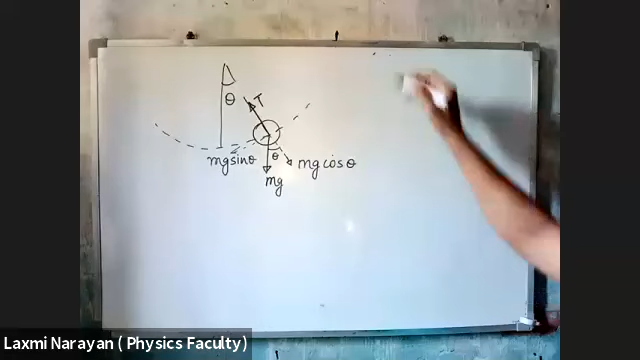 θ
T
θ
mgsinθ
mgcosθ
mg
Laxmi Narayan ( Physics Faculty)